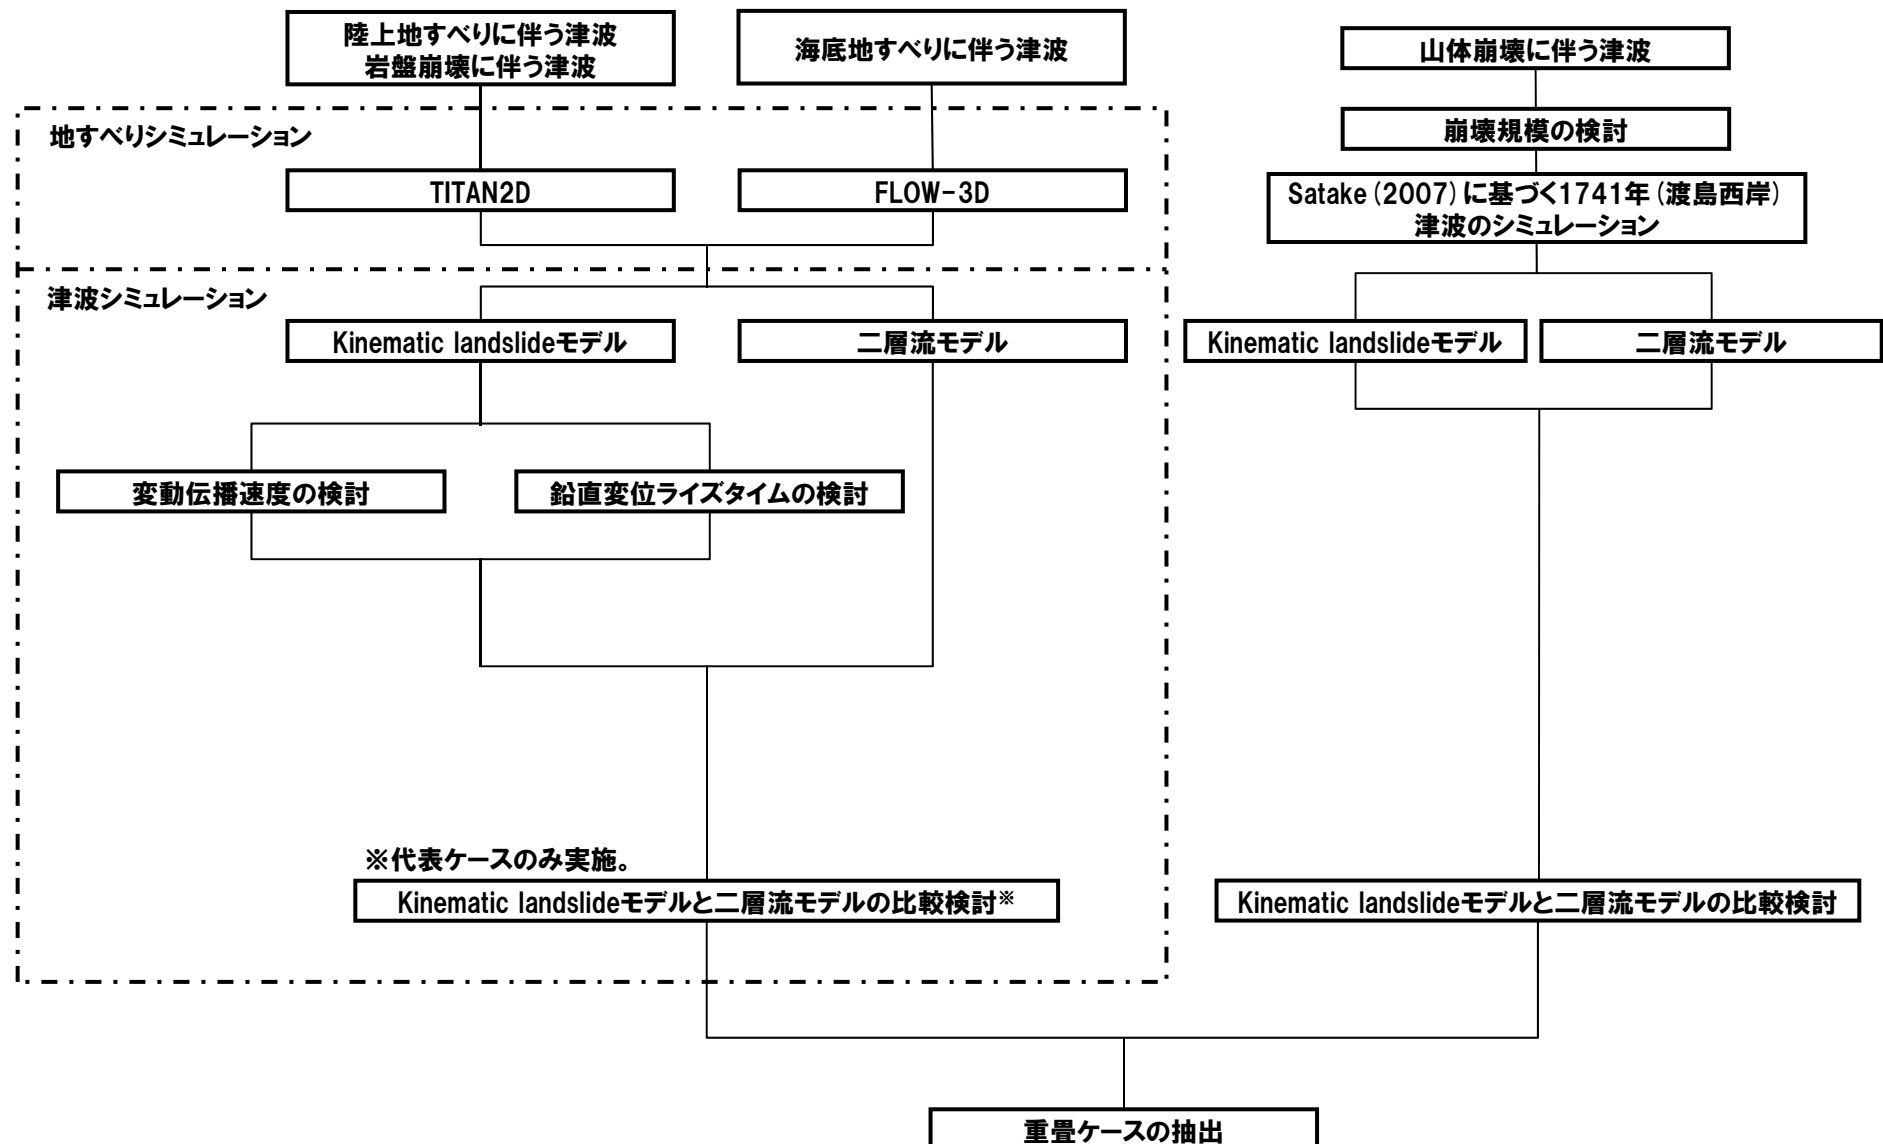 陸上地すべりに伴う津波
岩盤崩壊に伴う津波
海底地すべりに伴う津波
山体崩壊に伴う津波
地すべりシミュレーション
崩壊規模の検討
TITAN2D
FLOW-3D
Satake(2007)に基づく1741年(渡島西岸)
津波のシミュレーション
津波シミュレーション
Kinematic landslideモデル
二層流モデル
Kinematic landslideモデル
二層流モデル
変動伝播速度の検討
鉛直変位ライズタイムの検討
※代表ケースのみ実施。
Kinematic landslideモデルと二層流モデルの比較検討※
Kinematic landslideモデルと二層流モデルの比較検討
重畳ケースの抽出